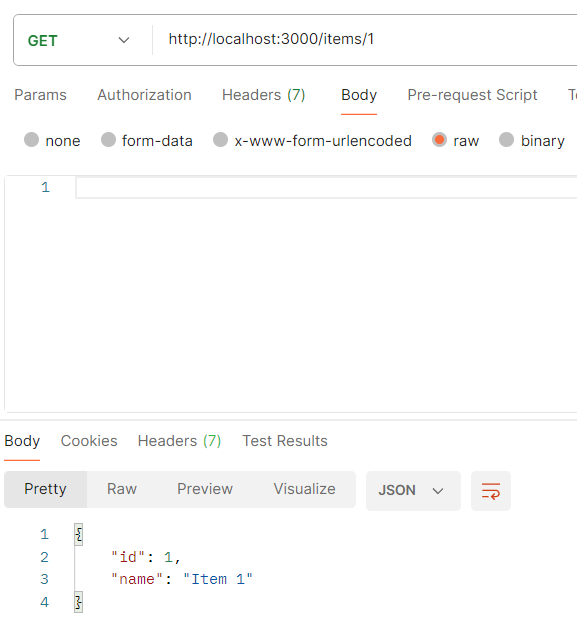 GET http://localhost:3000/items/1
Params Authorization Headers (7) Body Pre-request Script
none form-data x-www-form-urlencoded raw binary
1
Body Cookies Headers (7) Test Results
Pretty Raw Preview Visualize JSON
1 {
2 "id": 1,
3 "name": "Item 1"
4 }